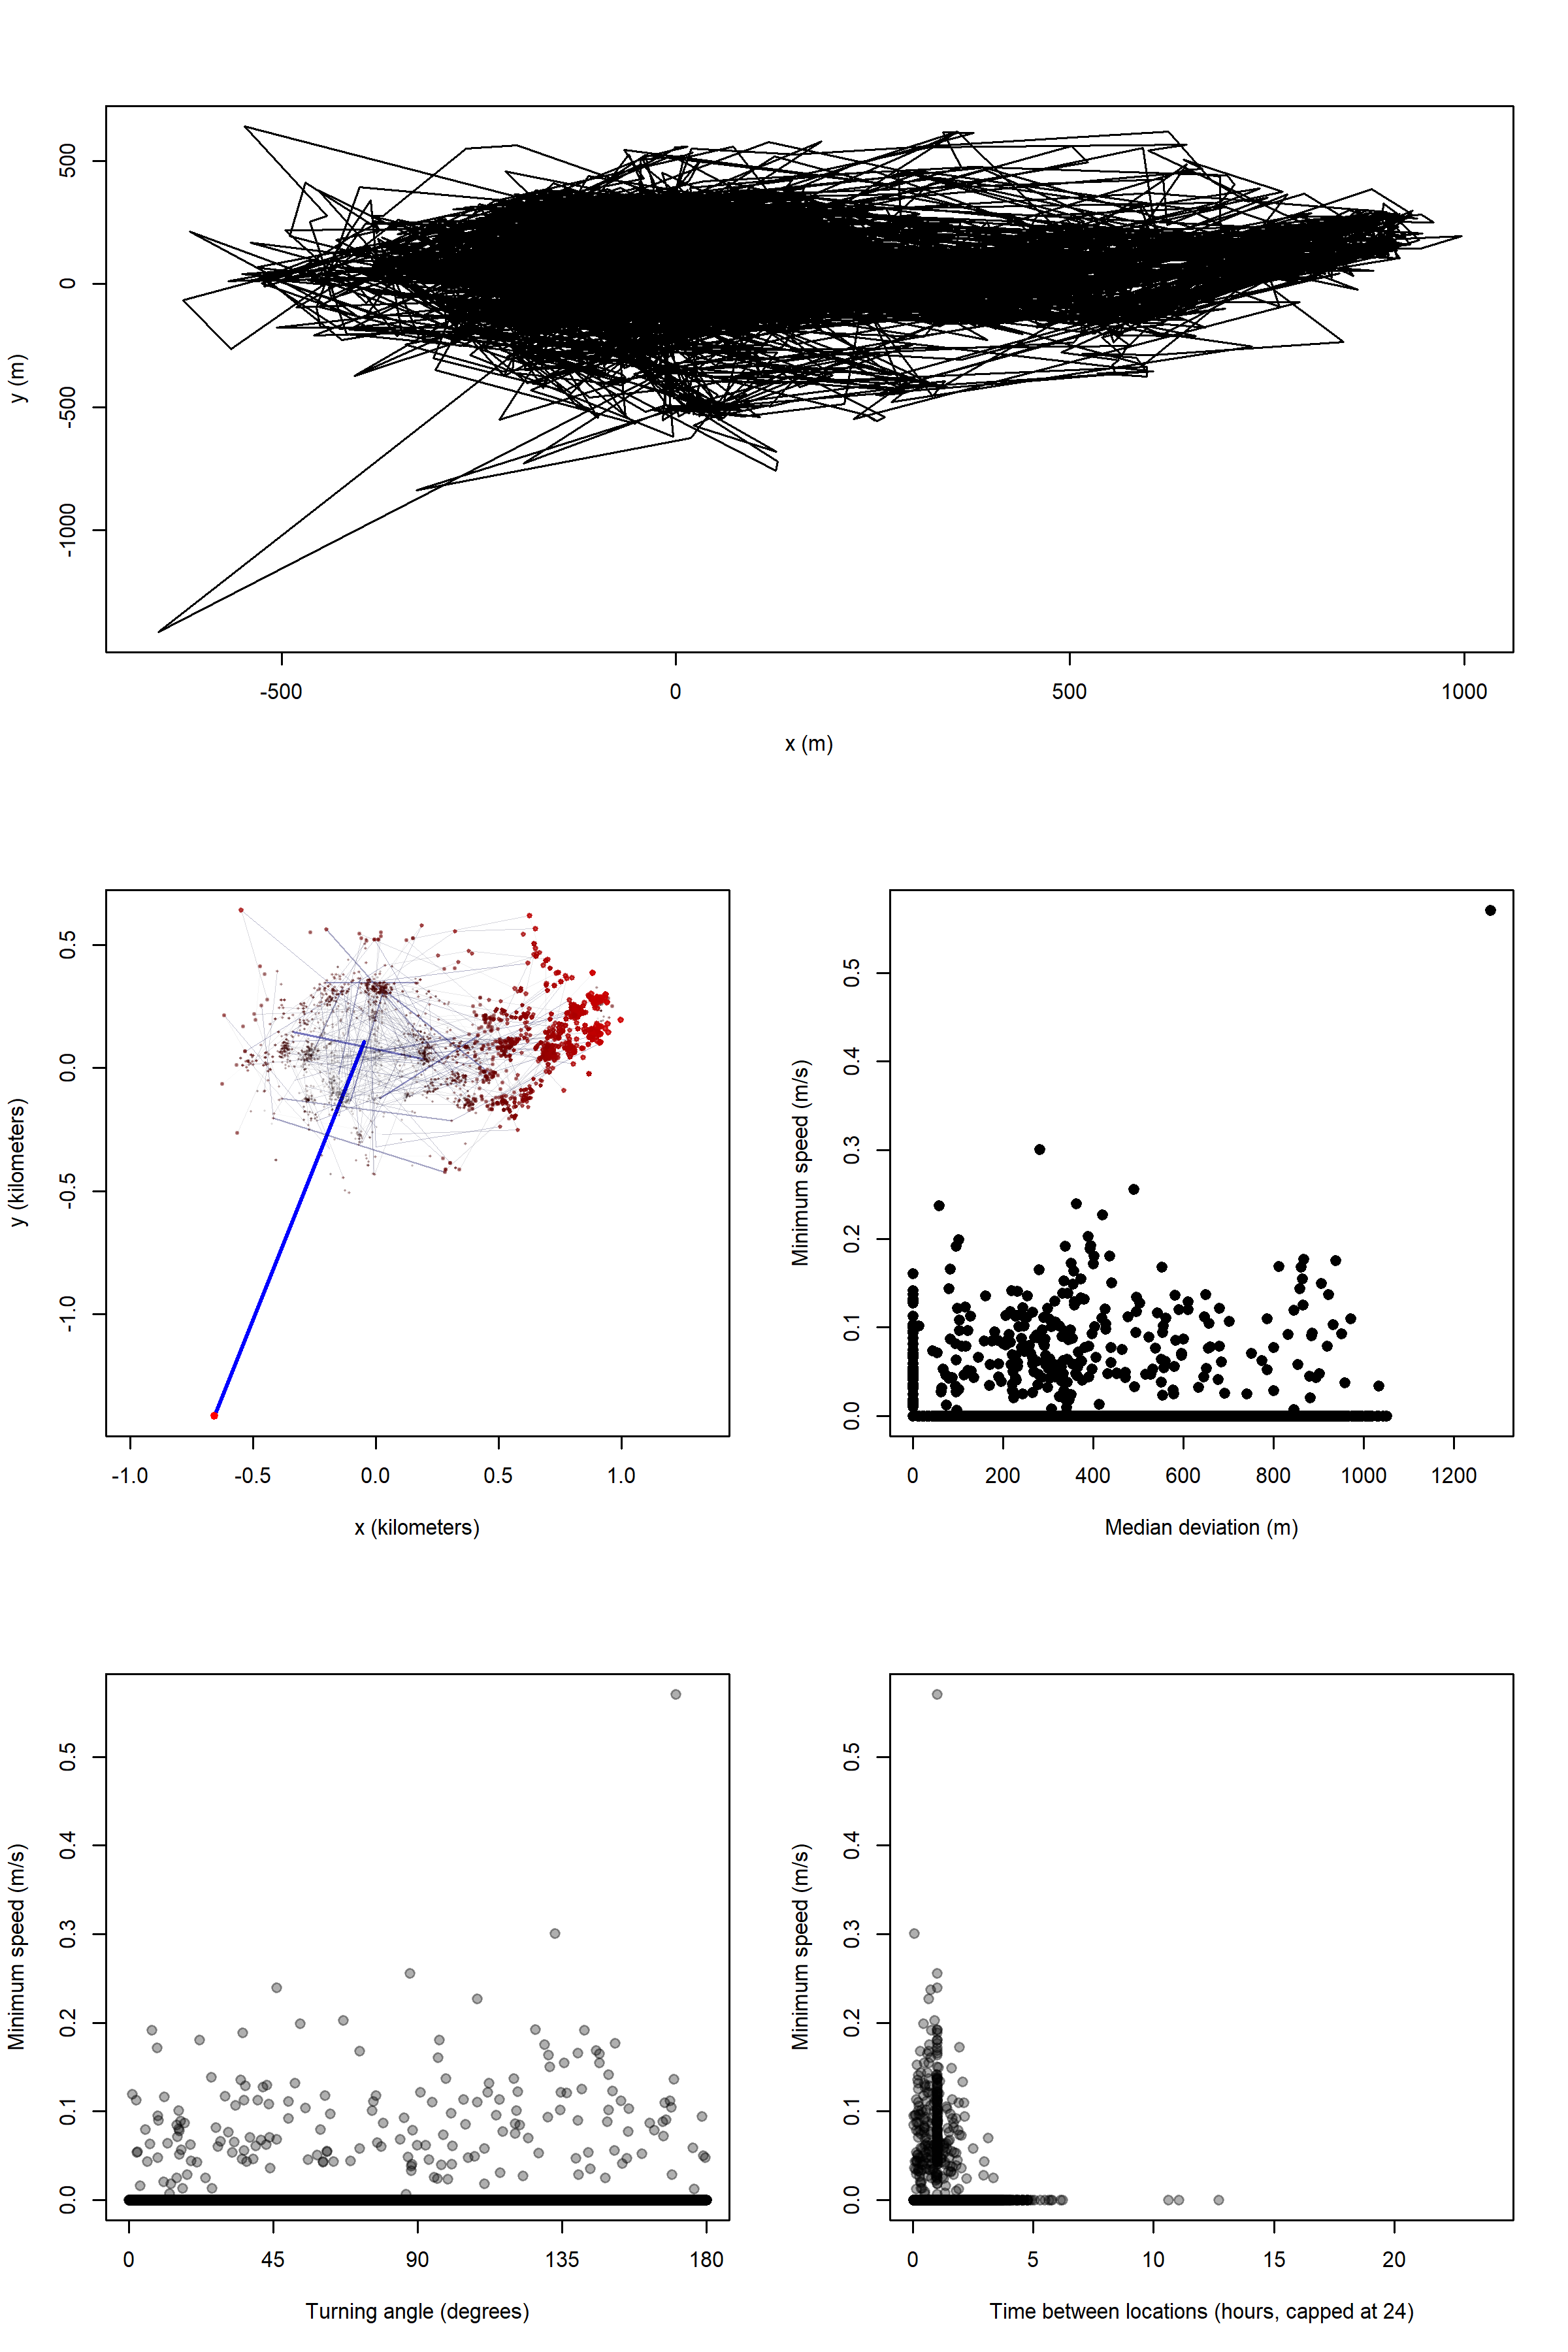 500
0
-500
-1000
y (m)
-500 0 500 1000
x (m)
0.5
0.0
-0.5
-1.0
y (kilometers)
-1.0 -0.5 0.0 0.5 1.0
x (kilometers)
0.5
0.4
0.3
0.2
0.1
0.0
Minimum speed (m/s)
0 200 400 600 800 1000 1200
Median deviation (m)
0.5
0.4
0.3
0.2
0.1
0.0
Minimum speed (m/s)
0 45 90 135 180
Turning angle (degrees)
0.5
0.4
0.3
0.2
0.1
0.0
Minimum speed (m/s)
0 5 10 15 20
Time between locations (hours, capped at 24)